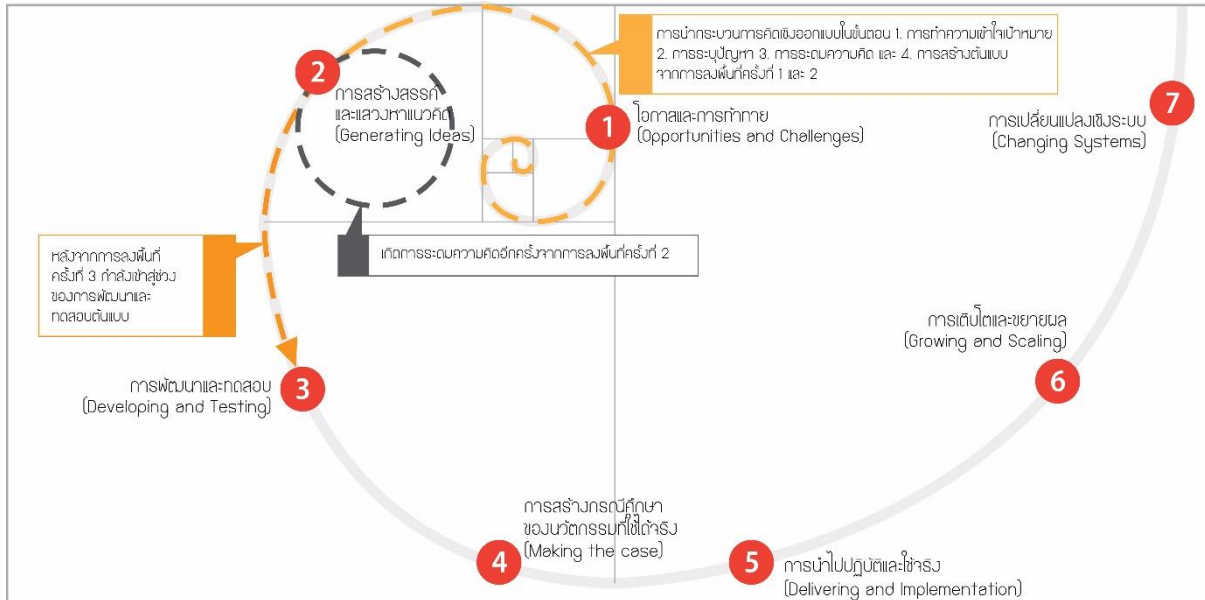 การนำกระบวนการคิดเชิงออกแบบในขั้นตอน 1. การทำความเข้าใจเป้าหมาย
2. การระบุปัญหา 3. การระดมความคิด และ 4. การสร้างต้นแบบ
จากการลงพื้นที่ครั้งที่ 1 และ 2
2
การสร้างสรรค์
และแสวงหาแนวคิด
(Generating Ideas)
1
โอกาสและการท้าทาย
(Opportunities and Challenges)
7
การเปลี่ยนแปลงเชิงระบบ
(Changing Systems)
เกิดการระดมความคิดอีกครั้งจากการลงพื้นที่ครั้งที่ 2
หลังจากการลงพื้นที่
ครั้งที่ 3 กำลังเข้าสู่ช่วง
ของการพัฒนาและ
ทดสอบต้นแบบ
การเติบโตและขยายผล
(Growing and Scaling)
6
การพัฒนาและทดสอบ
(Developing and Testing)
3
การสร้างกรณีศึกษา
ของนวัตกรรมที่ใช้ได้จริง
(Making the case)
4
5
การนำไปปฏิบัติและใช้จริง
(Delivering and Implementation)